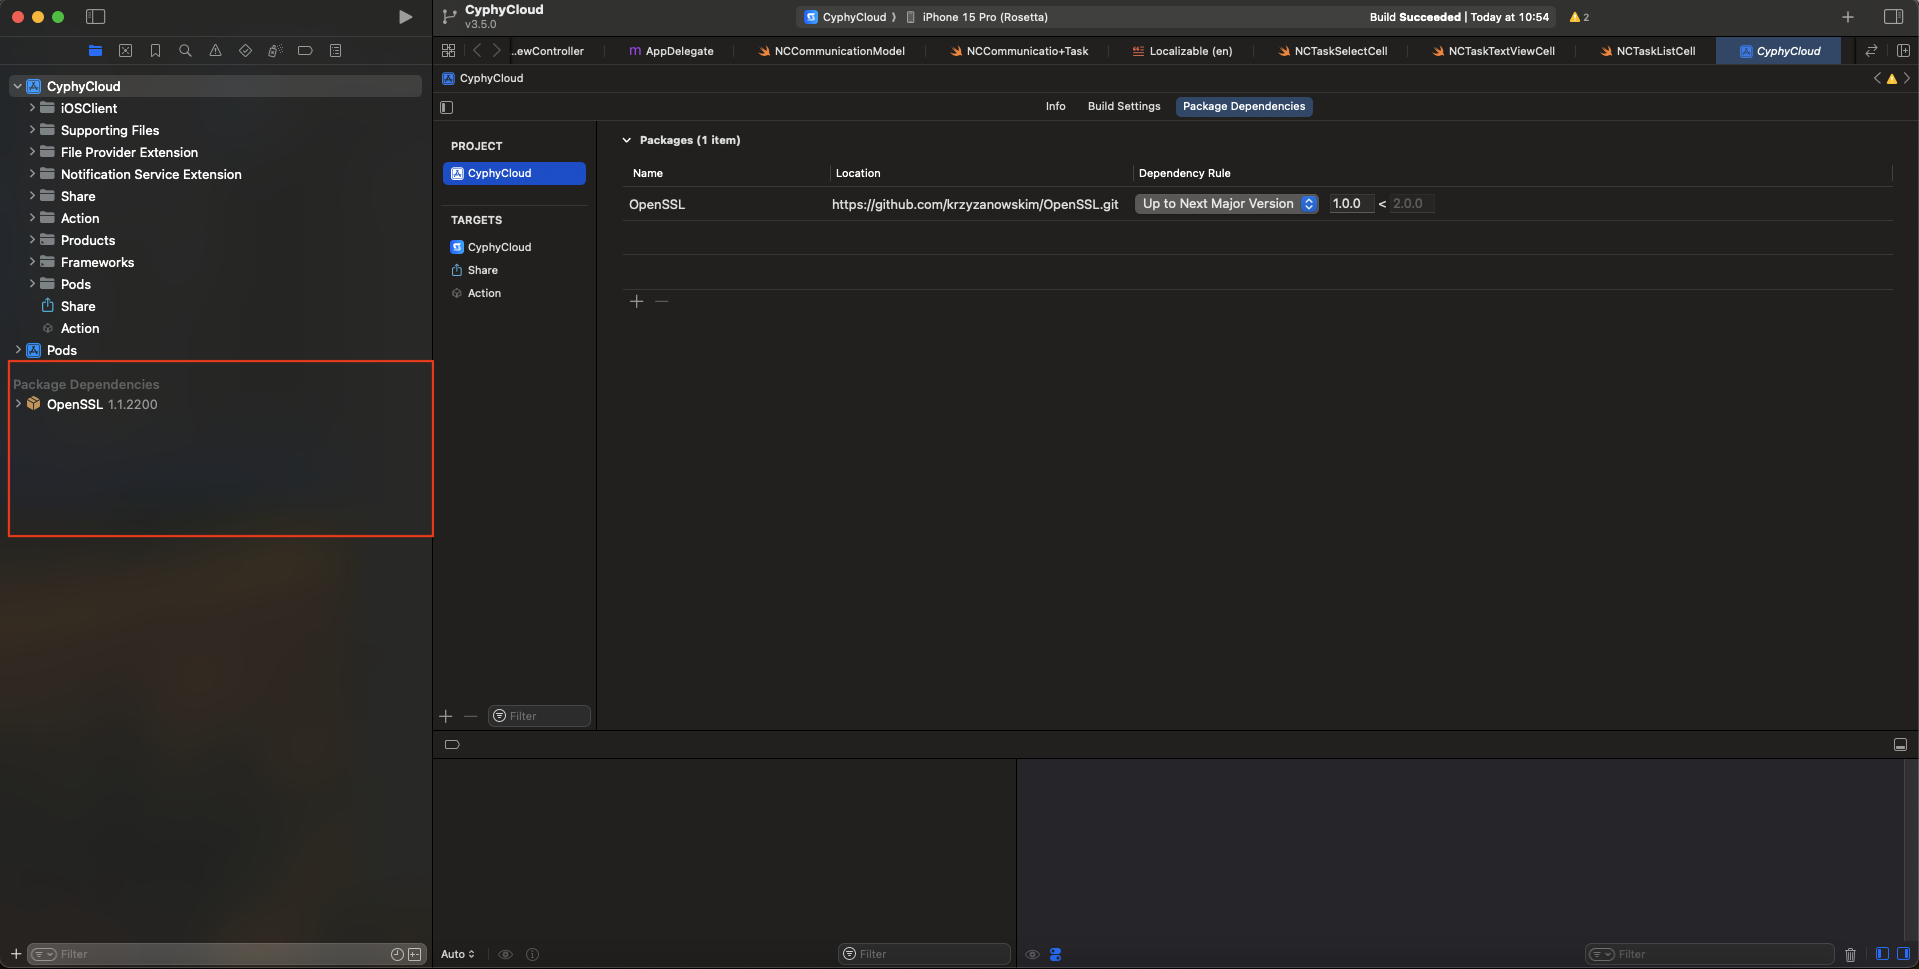 CyphyCloud
v3.5.0
CyphyCloud
iPhone 15 Pro (Rosetta)
Build Succeeded | Today at 10:54
2
..ewController
AppDelegate
NCCommunicationModel
NCCommunicatio+Task
Localizable (en)
NCTaskSelectCell
NCTaskTextViewCell
NCTaskListCell
CyphyCloud
CyphyCloud
iOSClient
Supporting Files
File Provider Extension
Notification Service Extension
Share
Action
Products
Frameworks
Pods
Share
Action
Pods
Package Dependencies
OpenSSL 1.1.2200
Filter
CyphyCloud
Info
Build Settings
Package Dependencies
PROJECT
CyphyCloud
TARGETS
CyphyCloud
Share
Action
Filter
Packages (1 item)
Name
Location
Dependency Rule
OpenSSL
https://github.com/krzyzanowskim/OpenSSL.git
Up to Next Major Version
1.0.0 < 2.0.0
Auto
Filter
Filter